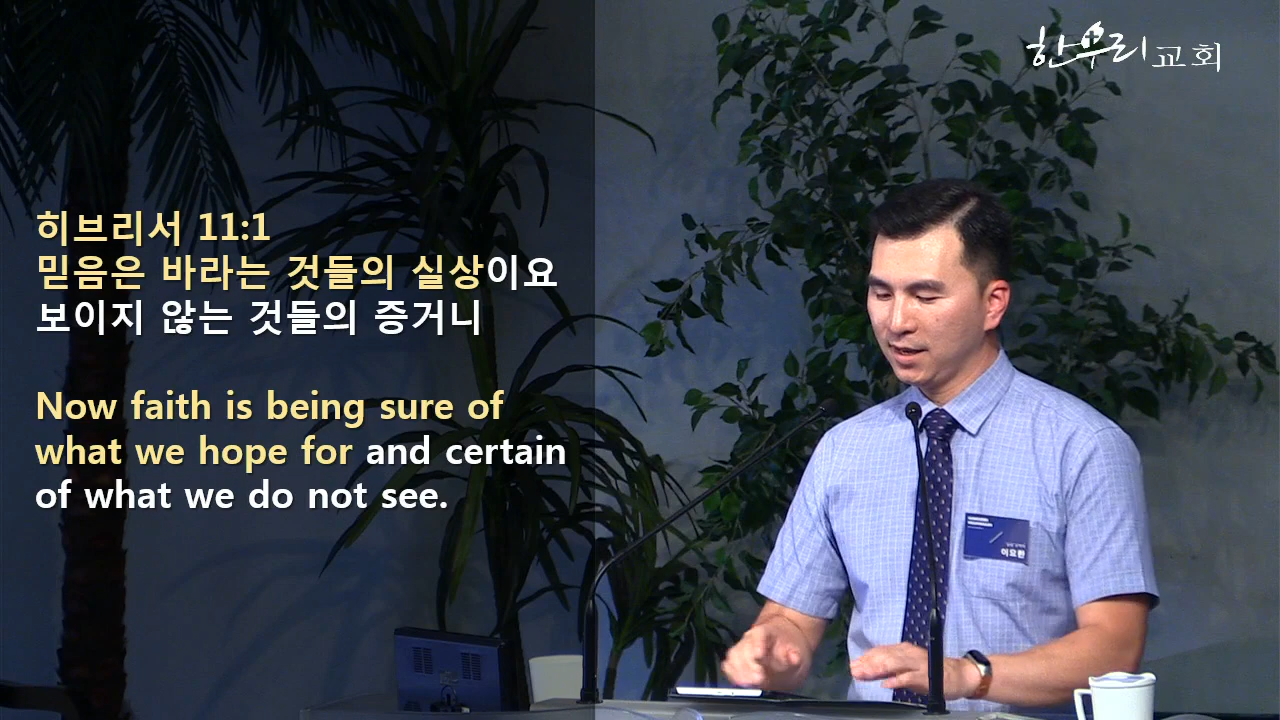 한우리교회
히브리서 11:1
믿음은 바라는 것들의 실상이요
보이지 않는 것들의 증거니
Now faith is being sure of
what we hope for and certain
of what we do not see.
이요한